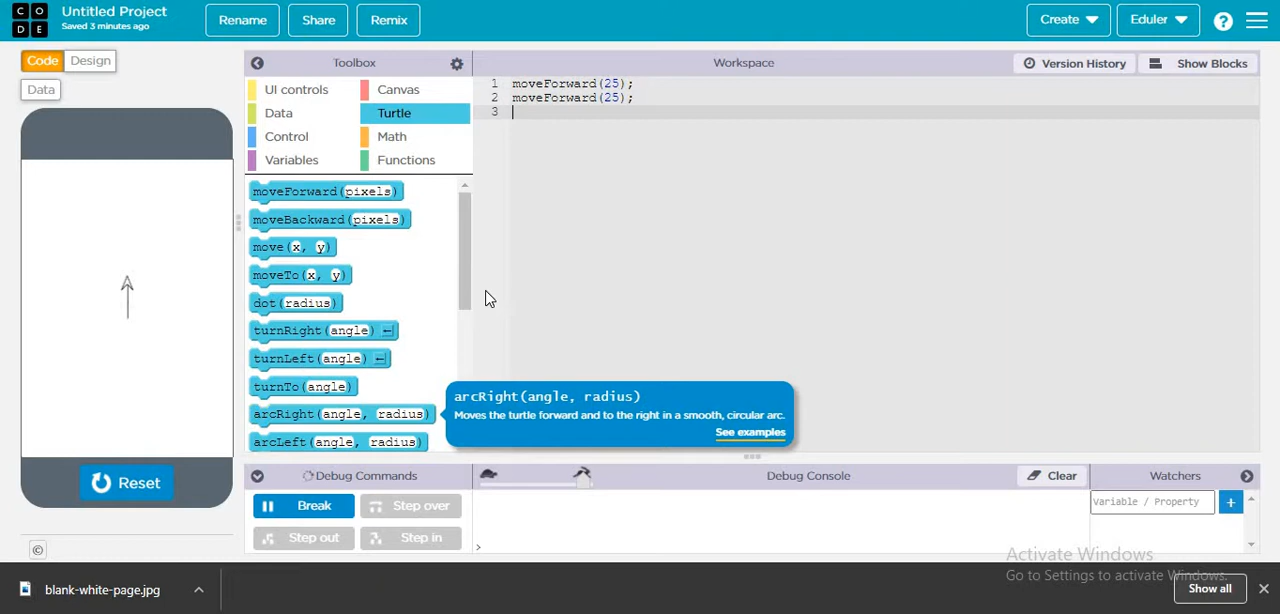 C O
D E
Untitled Project
Saved 3 minutes ago
Rename
Share
Remix
Create
Eduler
?
Code
Design
Data
Toolbox
Workspace
Version History
Show Blocks
UI controls
Canvas
Data
Turtle
Control
Math
Variables
Functions
moveForward(pixels)
moveBackward(pixels)
move(x, y)
moveTo(x, y)
dot(radius)
turnRight(angle)
turnLeft(angle)
turnTo(angle)
arcRight(angle, radius)
arcLeft(angle, radius)
1 moveForward(25);
2 moveForward(25);
3
arcRight(angle, radius)
Moves the turtle forward and to the right in a smooth, circular arc.
See examples
Reset
©
Debug Commands
Break
Step over
Step out
Step in
Debug Console
Clear
>
Watchers
Variable / Property
+
Activate Windows
Go to Settings to activate Windows.
blank-white-page.jpg
Show all